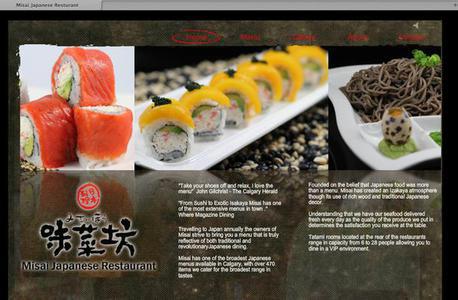 Misai Japanese Resturant
Home Menu Gallery About Contact
味菜坊
Misai Japanese Restaurant
"Take your shoes off and relax, I love the
menu" John Gilchrist - The Calgary Herald
"From Sushi to Exotic Isakaya Misai has one
of the most extensive menus in town."
Where Magazine Dining
Travelling to Japan annually the owners of
Misai strive to bring you a menu that is truly
reflective of both traditional and
revolutionary Japanese dining.
Misai has one of the broadest Japanese
menus available in Calgary, with over 470
items we cater for the broadest range in
tastes.
Founded on the belief that Japanese food was more
than a menu. Misai has created an Izakaya atmosphere
though its use of rich wood and traditional Japanese
decor.
Understanding that we have our seafood delivered
fresh every day as the quality of the produce we put in
determines the satisfaction you receive at the table.
Tatami rooms located at the rear of the restaurants
range in capacity from 6 to 28 people allowing you to
dine in a VIP environment.